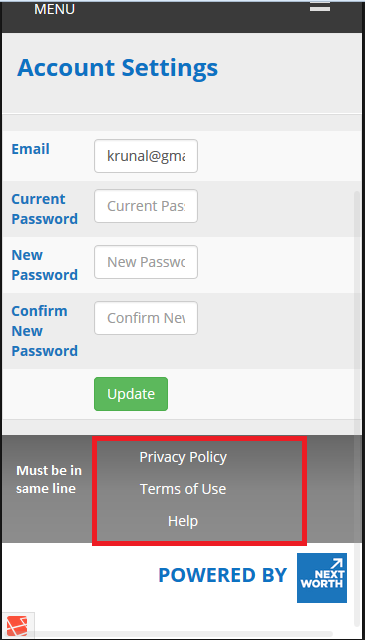 MENU
Account Settings
Email
krunal@gma
Current
Password
Current Pas
New
Password
New Passwo
Confirm
New
Password
Confirm Nev
Update
Must be in
same line
Privacy Policy
Terms of Use
Help
POWERED BY
NEXT
WORTH